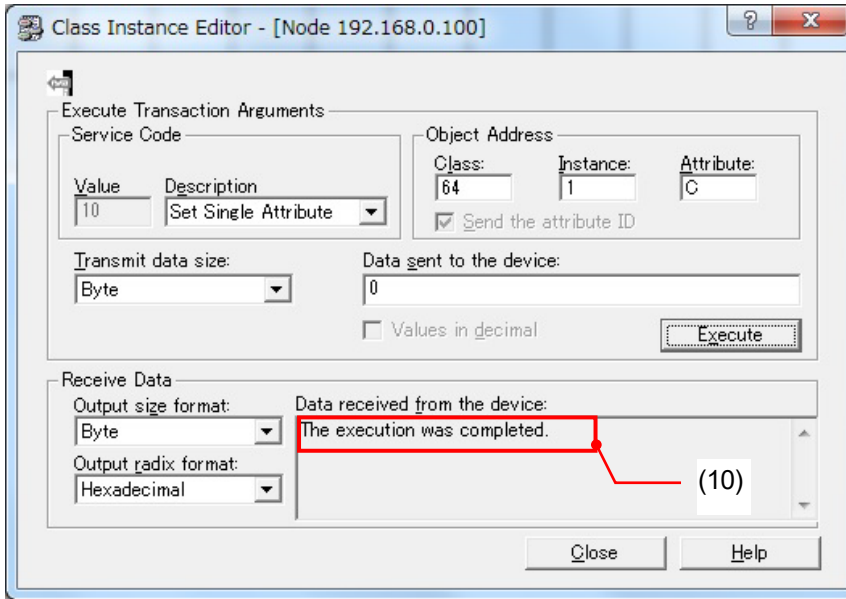 Class Instance Editor - [Node 192.168.0.100]
Execute Transaction Arguments
Service Code
Value
Description
10
Set Single Attribute
Object Address
Class:
Instance:
Attribute:
64
1
C
Send the attribute ID
Transmit data size:
Data sent to the device:
Byte
0
Values in decimal
Execute
Receive Data
Output size format:
Data received from the device:
Byte
The execution was completed.
Output radix format:
Hexadecimal
(10)
Close
Help